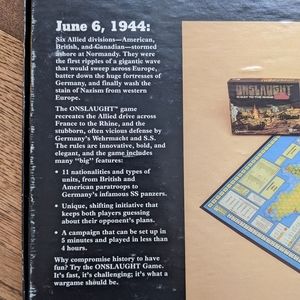 June 6, 1944:
Six Allied divisions—American,
British, and Canadian—stormed
ashore at Normandy. They were
the first ripples of a gigantic wave
that would sweep across Europe,
batter down the huge fortresses of
Germany, and finally wash the
stain of Nazism from western
Europe.
The ONSLAUGHT™ game
recreates the Allied drive across
France to the Rhine, and the
stubborn, often vicious defense by
Germany's Wehrmacht and S.S.
The rules are innovative, bold, and
elegant, and the game includes
many "big" features:
• 11 nationalities and types of
units, from British and
American paratroops to
Germany's infamous SS panzers.
• Unique, shifting initiative that
keeps both players guessing
about their opponent's plans.
• A campaign that can be set up in
5 minutes and played in less than
4 hours.
Why compromise history to have
fun? Try the ONSLAUGHT Game.
It's fast, it's challenging; it's what a
wargame should be.
ONSLAUGHT